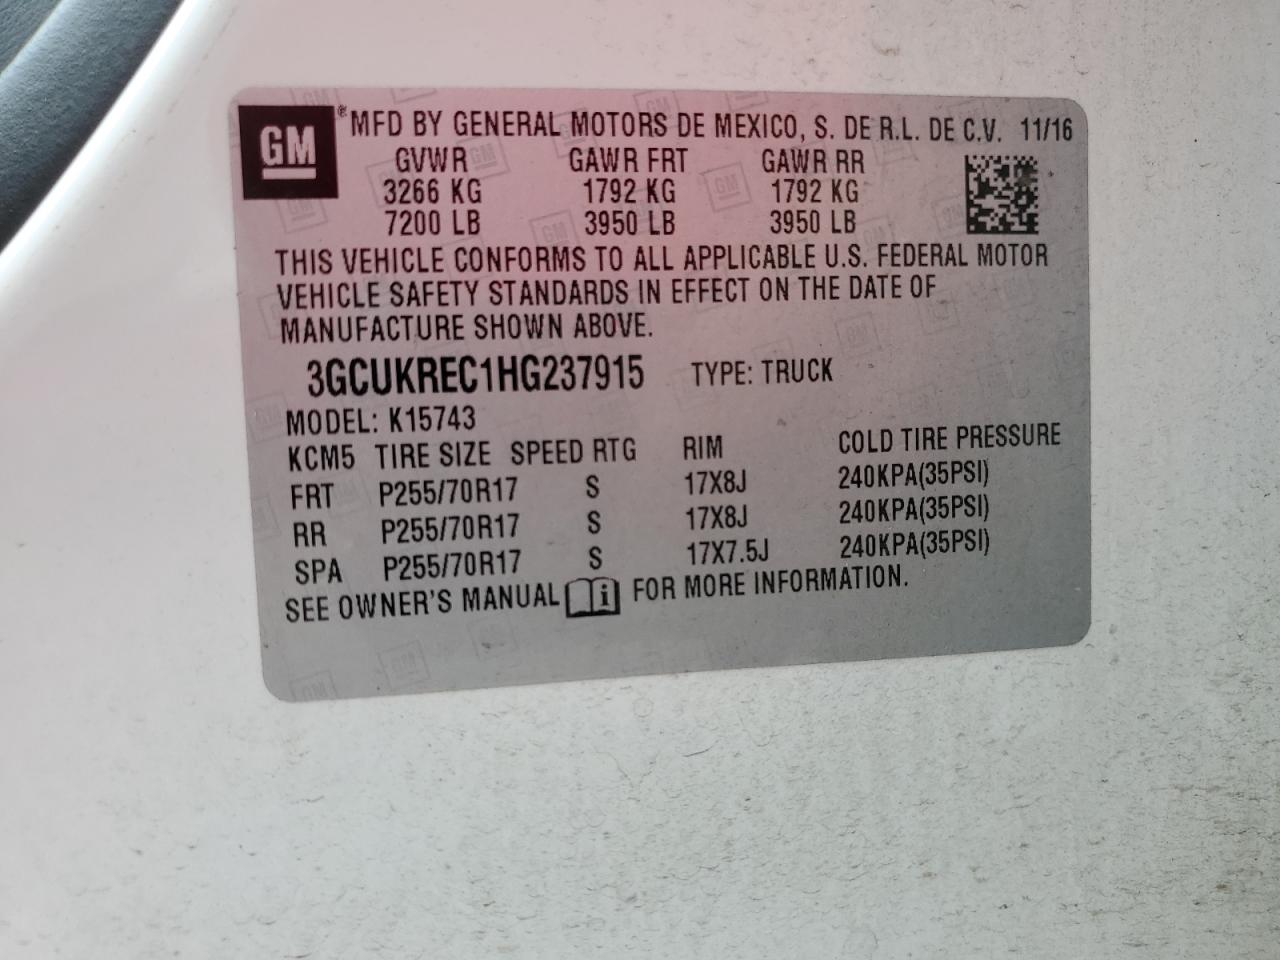 GM ® MFD BY GENERAL MOTORS DE MEXICO, S. DE R.L. DE C.V. 11/16
GVWR GAWR FRT GAWR RR
3266 KG 1792 KG 1792 KG
7200 LB 3950 LB 3950 LB
THIS VEHICLE CONFORMS TO ALL APPLICABLE U.S. FEDERAL MOTOR
VEHICLE SAFETY STANDARDS IN EFFECT ON THE DATE OF
MANUFACTURE SHOWN ABOVE.
3GCUKREC1HG237915 TYPE: TRUCK
MODEL: K15743
KCM5 TIRE SIZE SPEED RTG RIM COLD TIRE PRESSURE
FRT P255/70R17 S 17X8J 240KPA(35PSI)
RR P255/70R17 S 17X8J 240KPA(35PSI)
SPA P255/70R17 S 17X7.5J 240KPA(35PSI)
SEE OWNER'S MANUAL i FOR MORE INFORMATION.